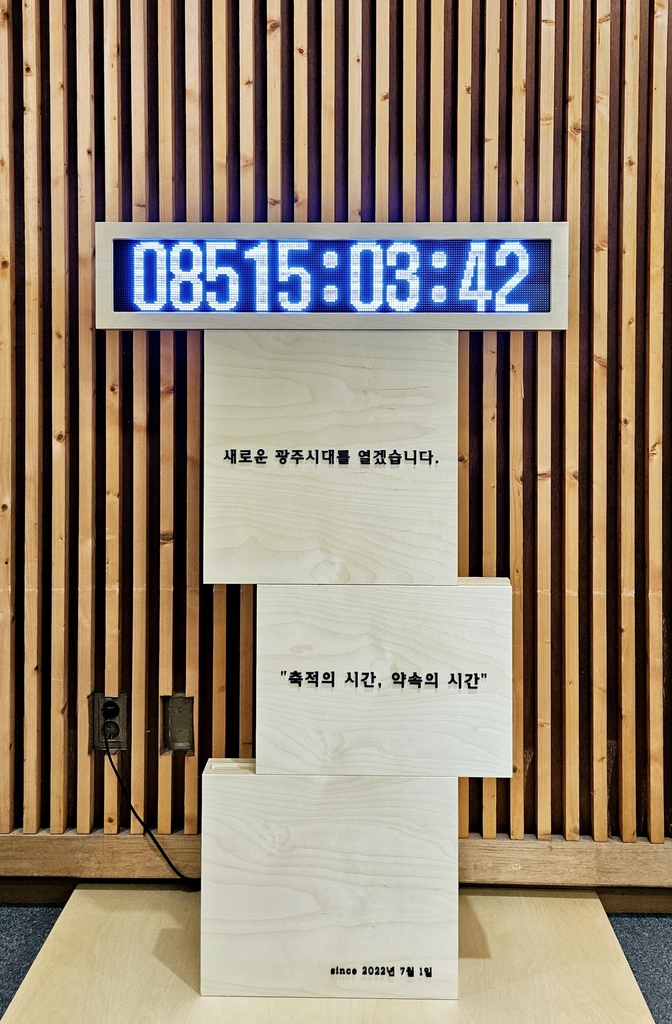 08515:03:42
새로운 광주시대를 열겠습니다.
"축적의 시간, 약속의 시간"
since 2022년 7월 1일